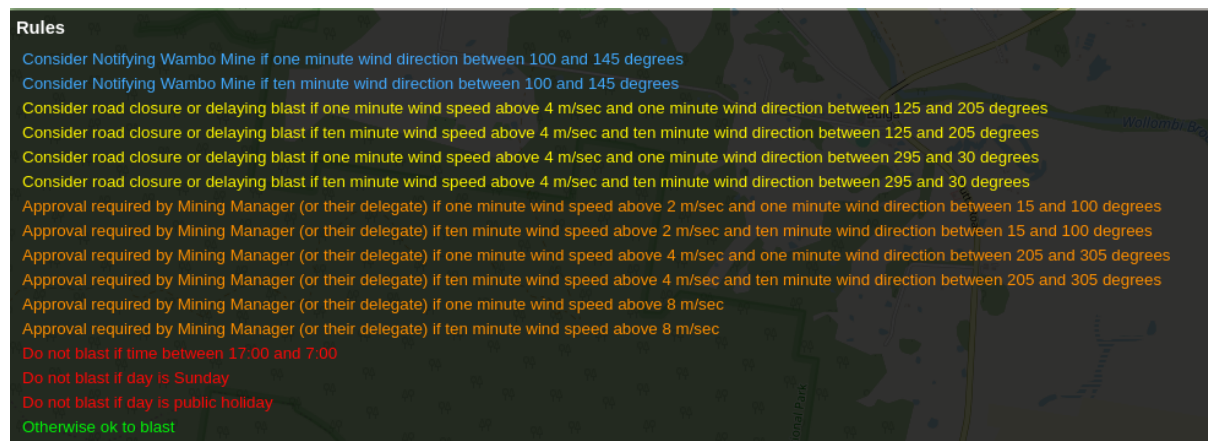 Rules
Consider Notifying Wambo Mine if one minute wind direction between 100 and 145 degrees
Consider Notifying Wambo Mine if ten minute wind direction between 100 and 145 degrees
Consider road closure or delaying blast if one minute wind speed above 4 m/sec and one minute wind direction between 125 and 205 degrees
Consider road closure or delaying blast if ten minute wind speed above 4 m/sec and ten minute wind direction between 125 and 205 degrees
Consider road closure or delaying blast if one minute wind speed above 4 m/sec and one minute wind direction between 295 and 30 degrees
Consider road closure or delaying blast if ten minute wind speed above 4 m/sec and ten minute wind direction between 295 and 30 degrees
Approval required by Mining Manager (or their delegate) if one minute wind speed above 2 m/sec and one minute wind direction between 15 and 100 degrees
Approval required by Mining Manager (or their delegate) if ten minute wind speed above 2 m/sec and ten minute wind direction between 15 and 100 degrees
Approval required by Mining Manager (or their delegate) if one minute wind speed above 4 m/sec and one minute wind direction between 205 and 305 degrees
Approval required by Mining Manager (or their delegate) if ten minute wind speed above 4 m/sec and ten minute wind direction between 205 and 305 degrees
Approval required by Mining Manager (or their delegate) if one minute wind speed above 8 m/sec
Approval required by Mining Manager (or their delegate) if ten minute wind speed above 8 m/sec
Do not blast if time between 17:00 and 7:00
Do not blast if day is Sunday
Do not blast if day is public holiday
Otherwise ok to blast
Wollombi
Park